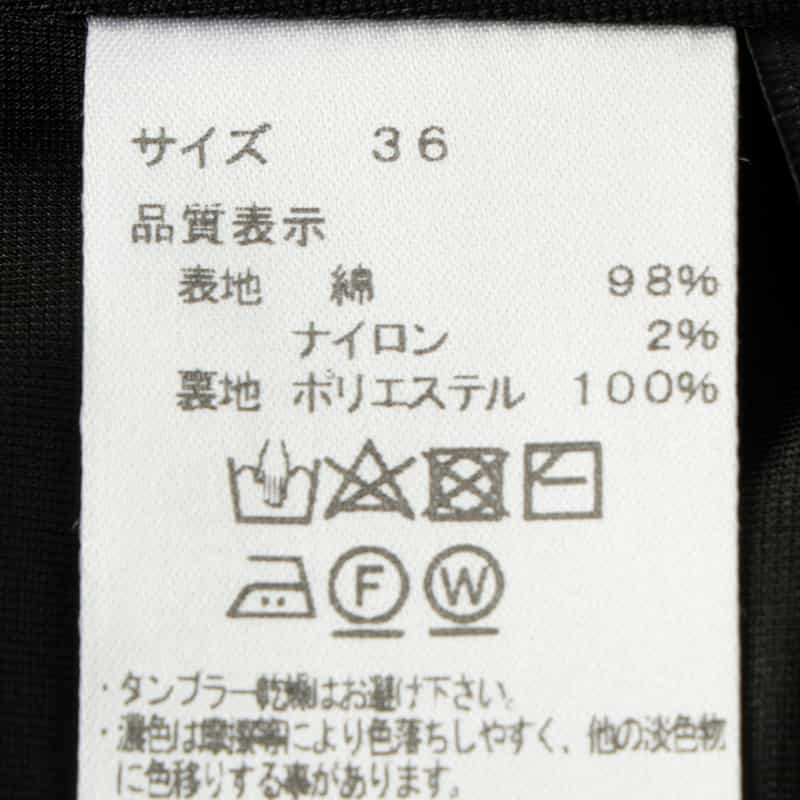 サイズ 36
品質表示
表地 綿 98%
ナイロン 2%
裏地 ポリエステル 100%
F W
・タンブラー乾燥はお避け下さい。
・濃色は摩擦等により色落ちしやすく、他の淡色物
に色移りする事があります。